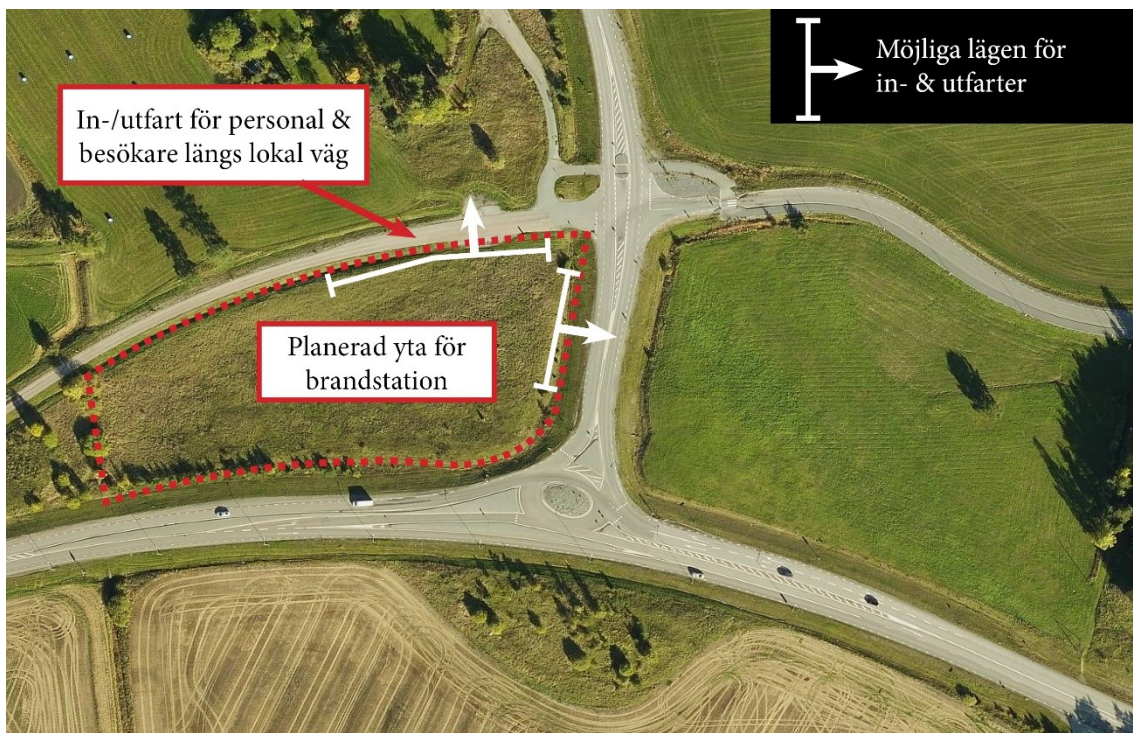 Möjliga lägen för
in- & utfarter
In-/utfart för personal &
besökare längs lokal väg
Planerad yta för
brandstation